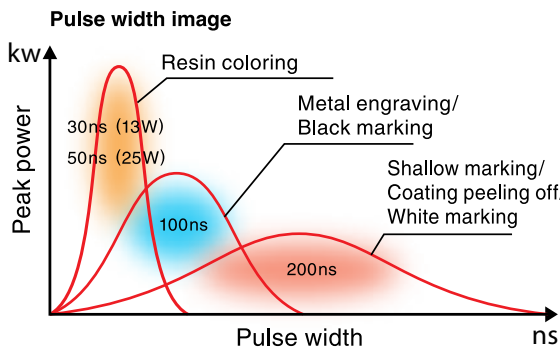 Pulse width image
kw
Peak power
Resin coloring
30ns (13W)
50ns (25W)
Metal engraving/
Black marking
100ns
Shallow marking/
Coating peeling off/
White marking
200ns
Pulse width
ns